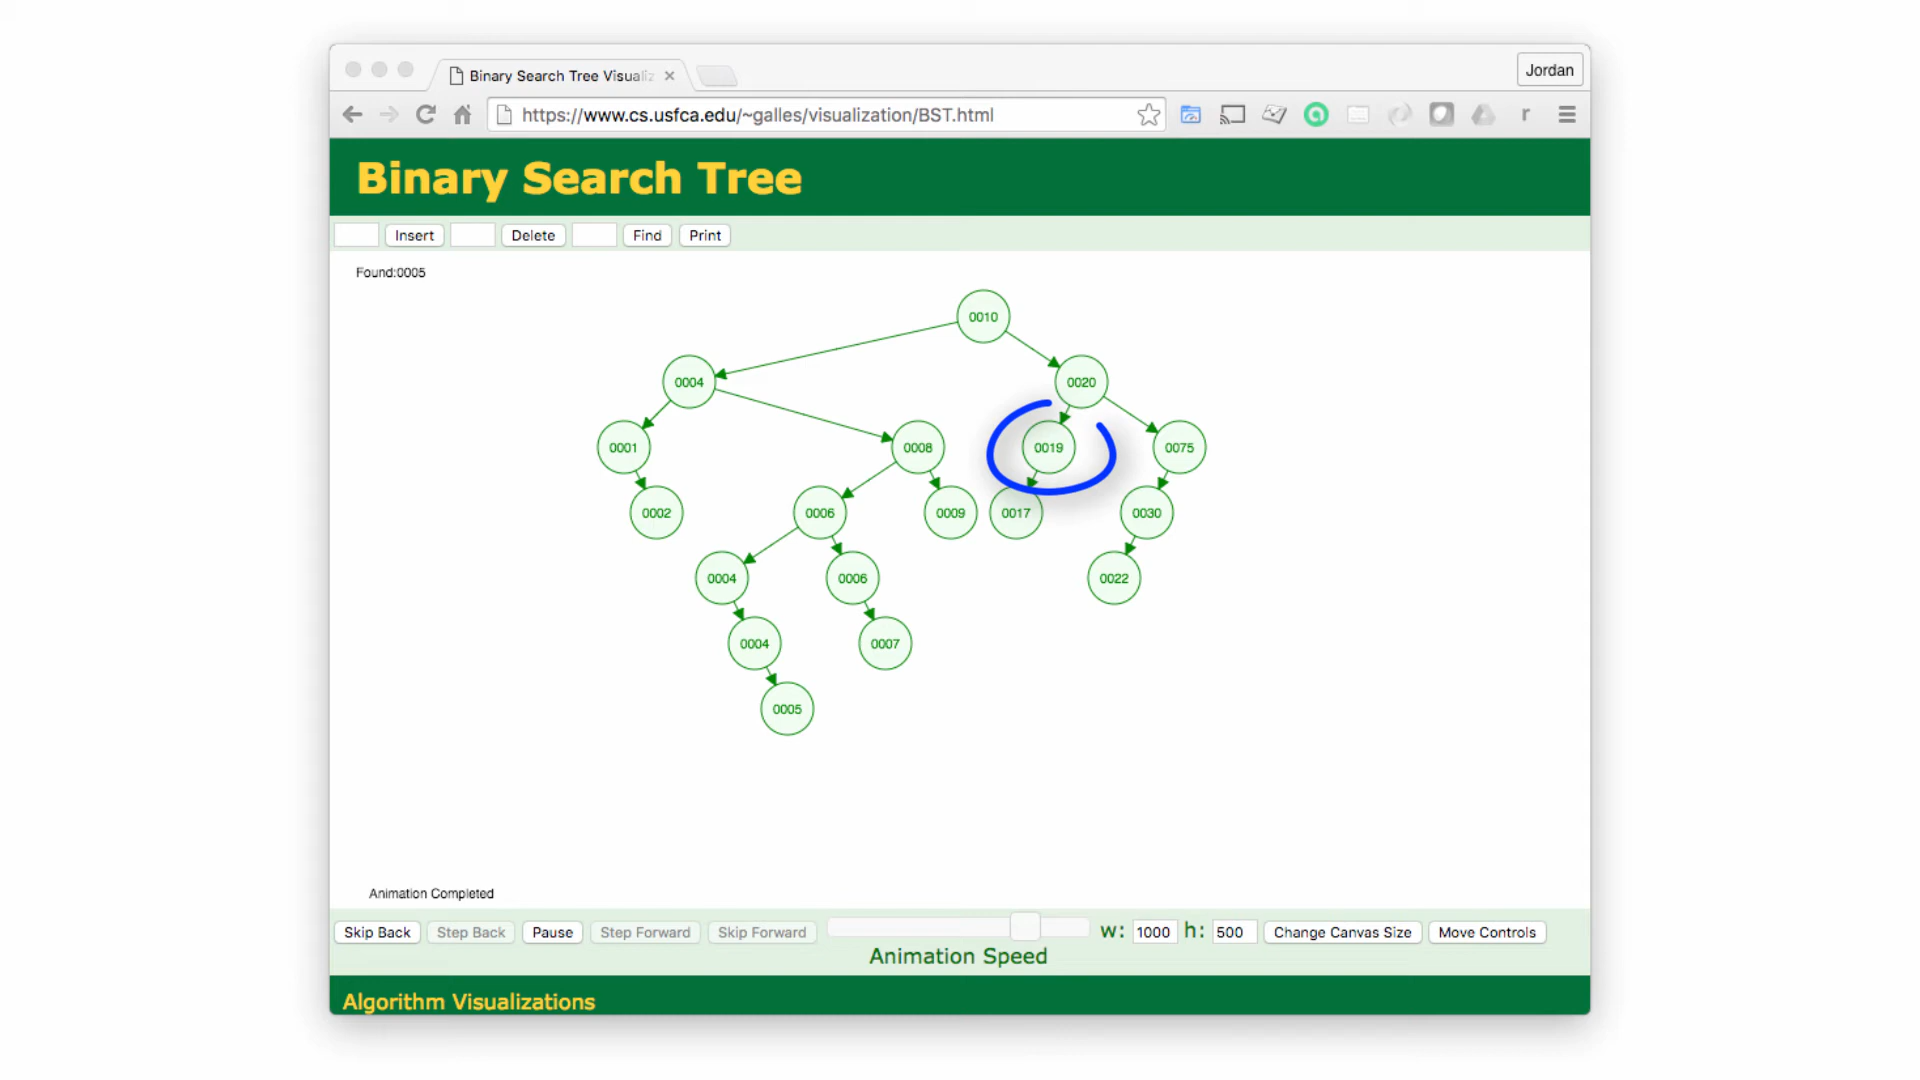 Binary Search Tree Visualiz
Jordan
https://www.cs.usfca.edu/~galles/visualization/BST.html
r
Binary Search Tree
Insert Delete Find Print
Found:0005
0010
0004 0020
0001 0008 0019 0075
0002 0006 0009 0017 0030
0004 0006 0022
0004 0007
0005
Animation Completed
Skip Back Step Back Pause Step Forward Skip Forward w: 1000 h: 500 Change Canvas Size Move Controls
Animation Speed
Algorithm Visualizations